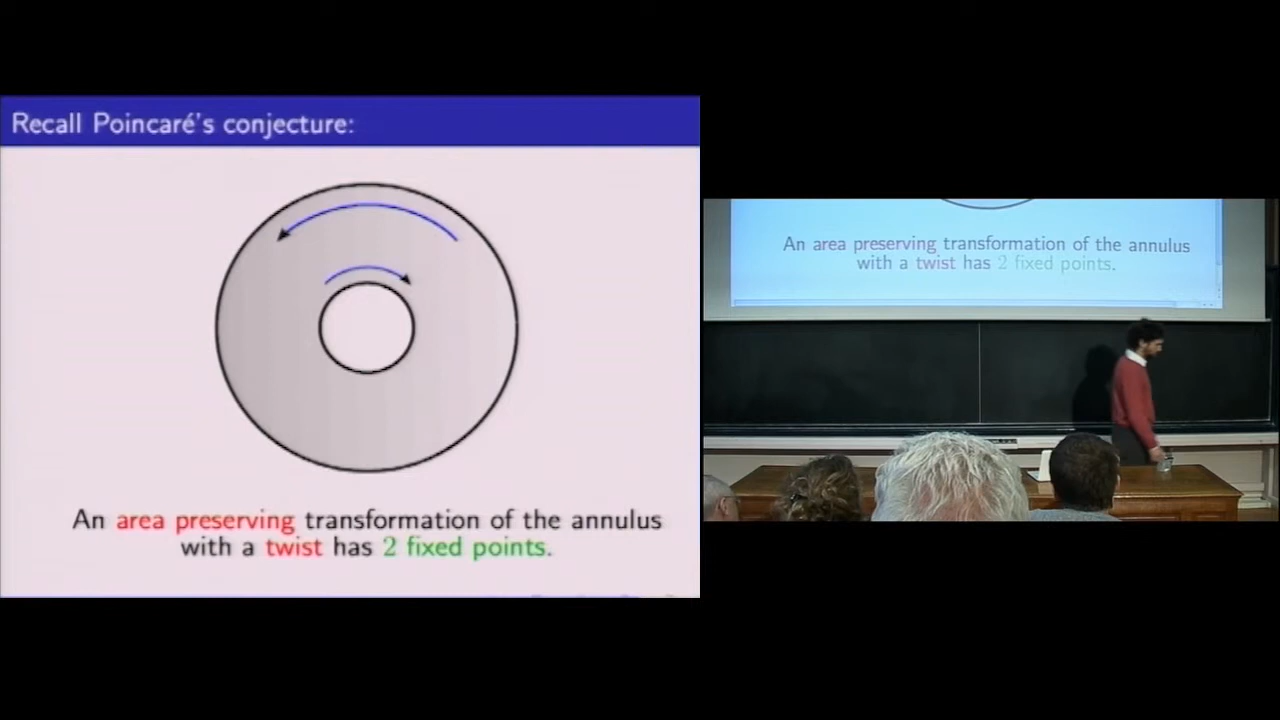 Recall Poincaré's conjecture:
An area preserving transformation of the annulus
with a twist has 2 fixed points.
An area preserving transformation of the annulus
with a twist has 2 fixed points.